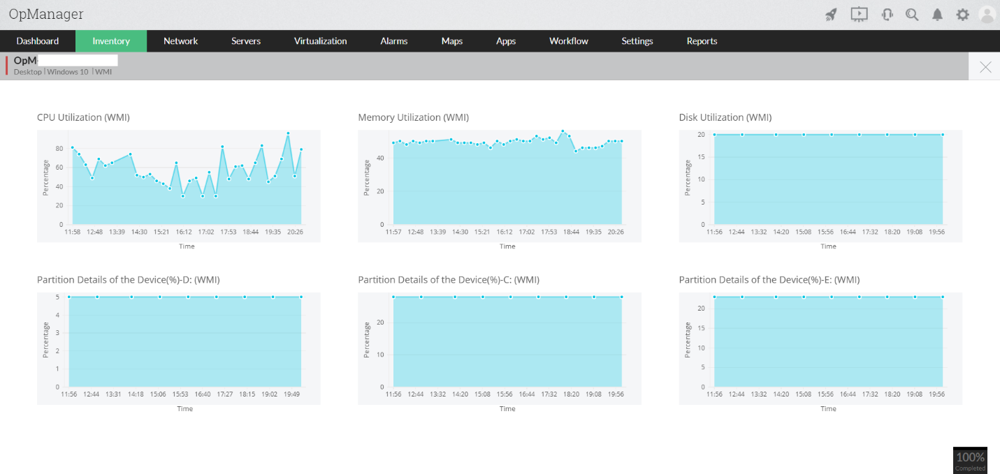 OpManager
Dashboard Inventory Network Servers Virtualization Alarms Maps Apps Workflow Settings Reports
OpM-
Desktop | Windows 10 | WMI
CPU Utilization (WMI)
Percentage
80
60
40
20
0
11:58 12:48 13:39 14:30 15:21 16:12 17:02 17:53 18:44 19:35 20:26
Time
Memory Utilization (WMI)
Percentage
40
20
0
11:57 12:48 13:39 14:30 15:21 16:12 17:02 17:53 18:44 19:35 20:26
Time
Disk Utilization (WMI)
Percentage
20
15
10
5
0
11:56 12:44 13:32 14:20 15:08 15:56 16:44 17:32 18:20 19:08 19:56
Time
Partition Details of the Device(%)-D: (WMI)
Percentage
5
4
3
2
1
0
11:56 12:44 13:31 14:18 15:06 15:53 16:40 17:27 18:15 19:02 19:49
Time
Partition Details of the Device(%)-C: (WMI)
Percentage
20
10
0
11:56 12:44 13:32 14:20 15:08 15:56 16:44 17:32 18:20 19:08 19:56
Time
Partition Details of the Device(%)-E: (WMI)
Percentage
20
15
10
5
0
11:56 12:44 13:32 14:20 15:08 15:56 16:44 17:32 18:20 19:08 19:56
Time
100%
Completed